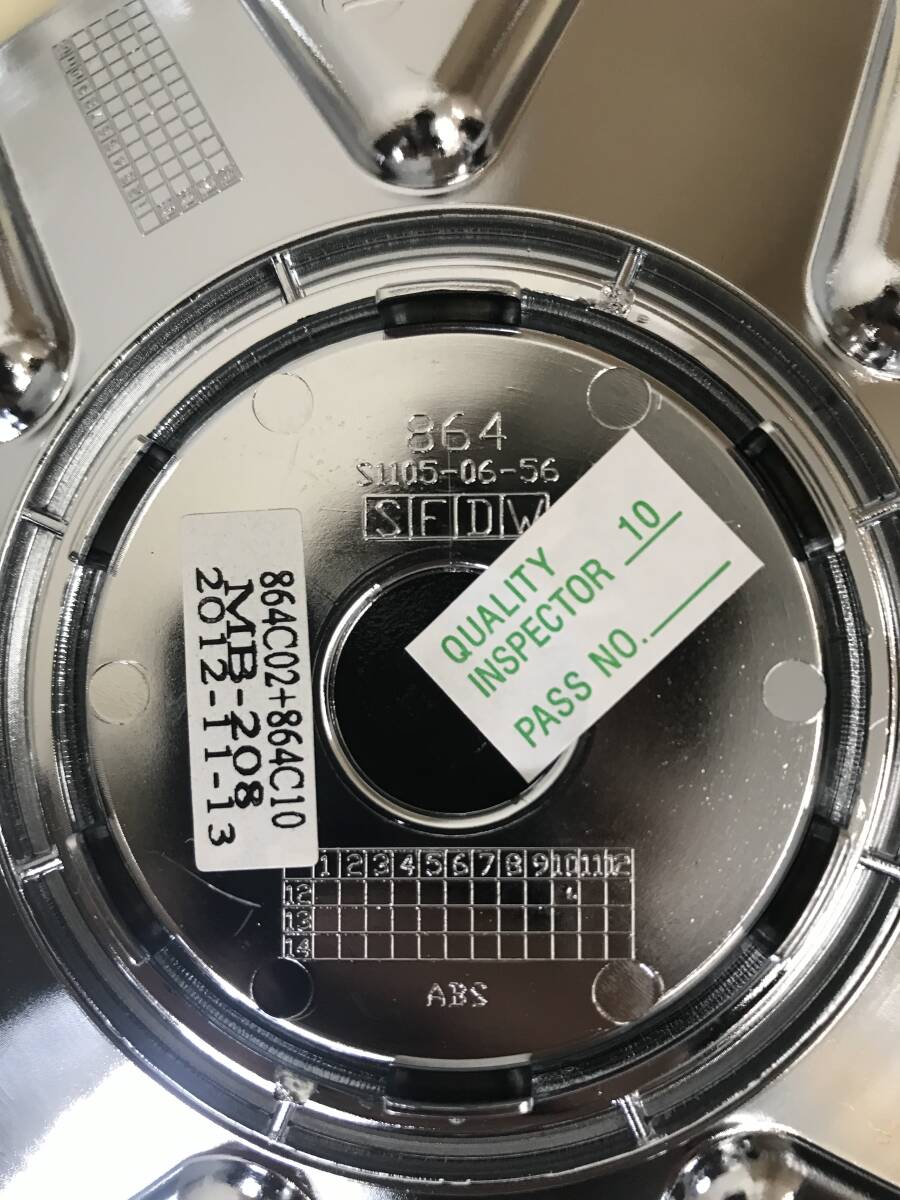 864
S1105-06-56
SFDW
QUALITY
INSPECTOR 10
PASS NO.
864C02+864C10
MB-208
2012-11-13
1 2 3 4 5 6 7 8 9 10 11 12
12
13
14
ABS